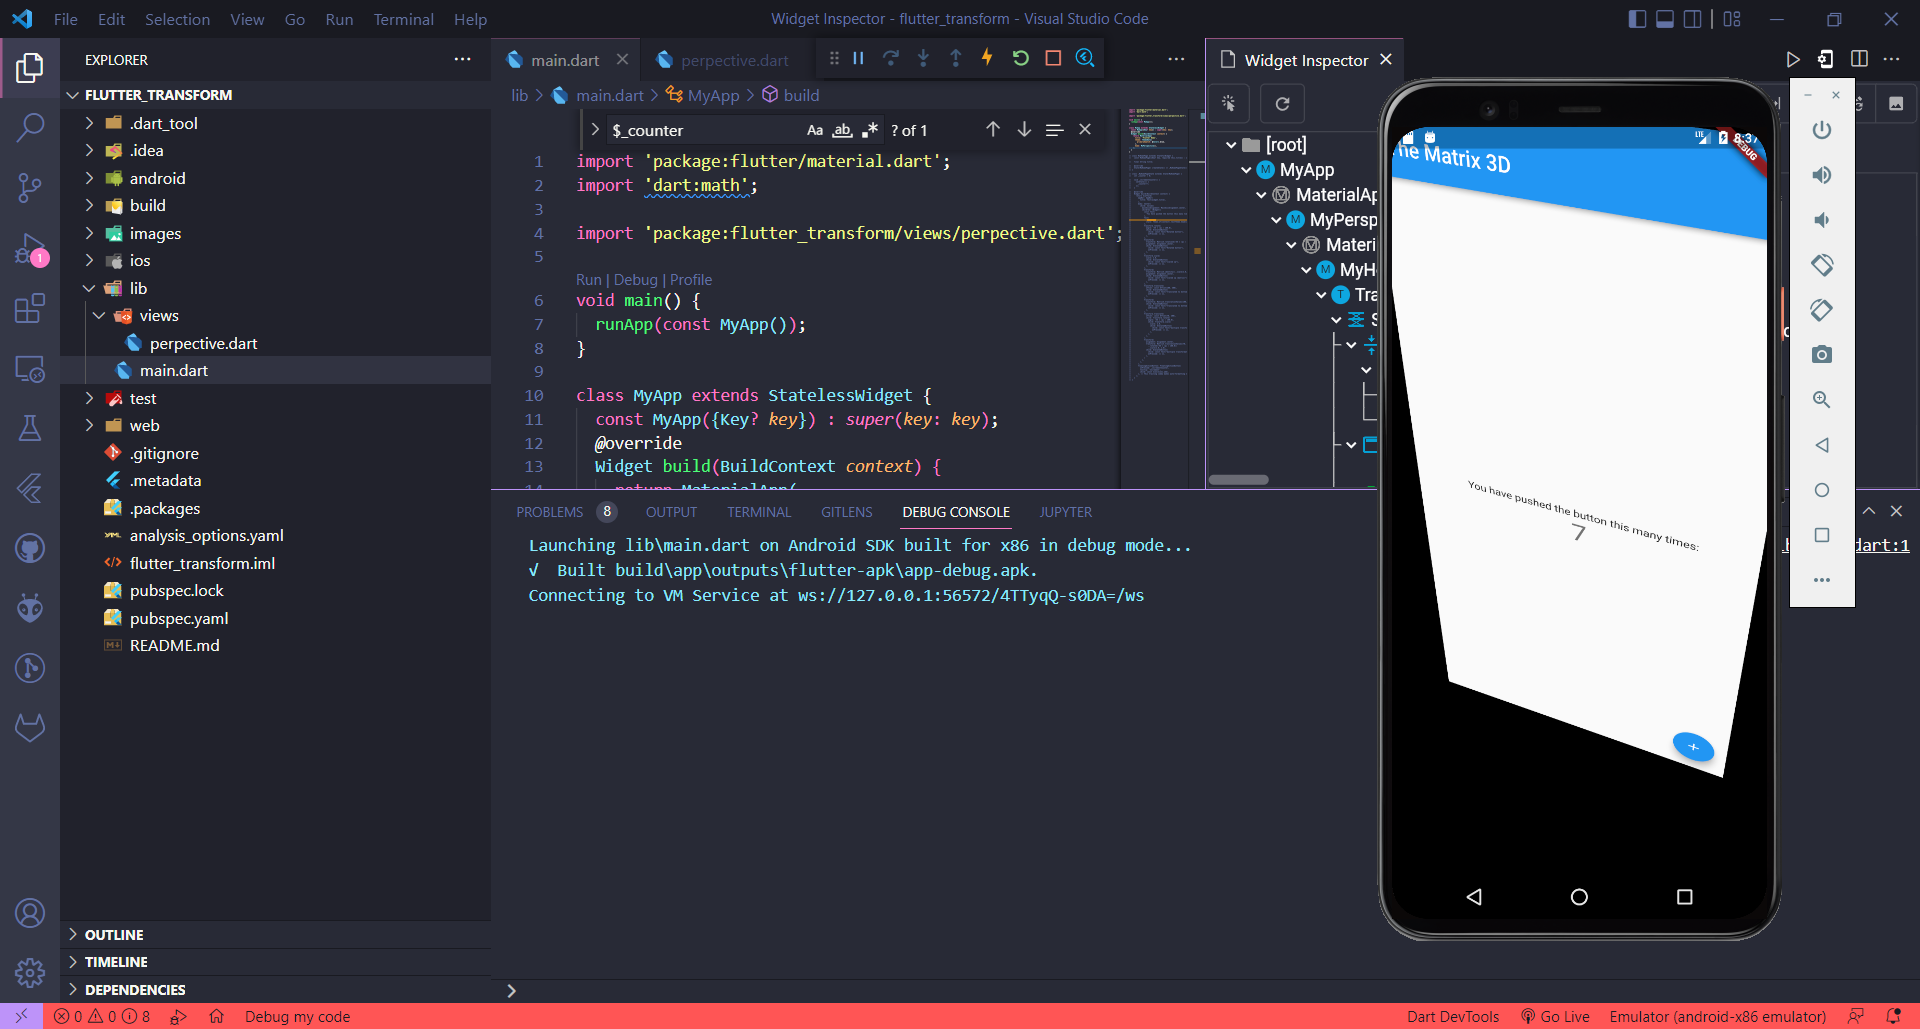 File Edit Selection View Go Run Terminal Help
Widget Inspector - flutter_transform - Visual Studio Code
EXPLORER
FLUTTER_TRANSFORM
.dart_tool
.idea
android
build
images
ios
lib
views
perpective.dart
main.dart
test
web
.gitignore
.metadata
.packages
analysis_options.yaml
flutter_transform.iml
pubspec.lock
pubspec.yaml
README.md
OUTLINE
TIMELINE
DEPENDENCIES
1
main.dart
perpective.dart
lib > main.dart > MyApp > build
$_counter
Aa ab
? of 1
1 import 'package:flutter/material.dart';
2 import 'dart:math';
3
4 import 'package:flutter_transform/views/perpective.dart';
5
Run | Debug | Profile
6 void main() {
7 runApp(const MyApp());
8 }
9
10 class MyApp extends StatelessWidget {
11 const MyApp({Key? key}) : super(key: key);
12 @override
13 Widget build(BuildContext context) {
14 return MaterialApp(
Widget Inspector
[root]
MyApp
MaterialAp
MyPersp
Materi
MyH
Tra
S
PROBLEMS 8 OUTPUT TERMINAL GITLENS DEBUG CONSOLE JUPYTER
Launching lib\main.dart on Android SDK built for x86 in debug mode...
√ Built build\app\outputs\flutter-apk\app-debug.apk.
Connecting to VM Service at ws://127.0.0.1:56572/4TTyqQ-s0DA=/ws
dart:1
LTE 8:37
DEBUG
he Matrix 3D
You have pushed the button this many times:
7
0 0 8
Debug my code
Dart DevTools
Go Live
Emulator (android-x86 emulator)